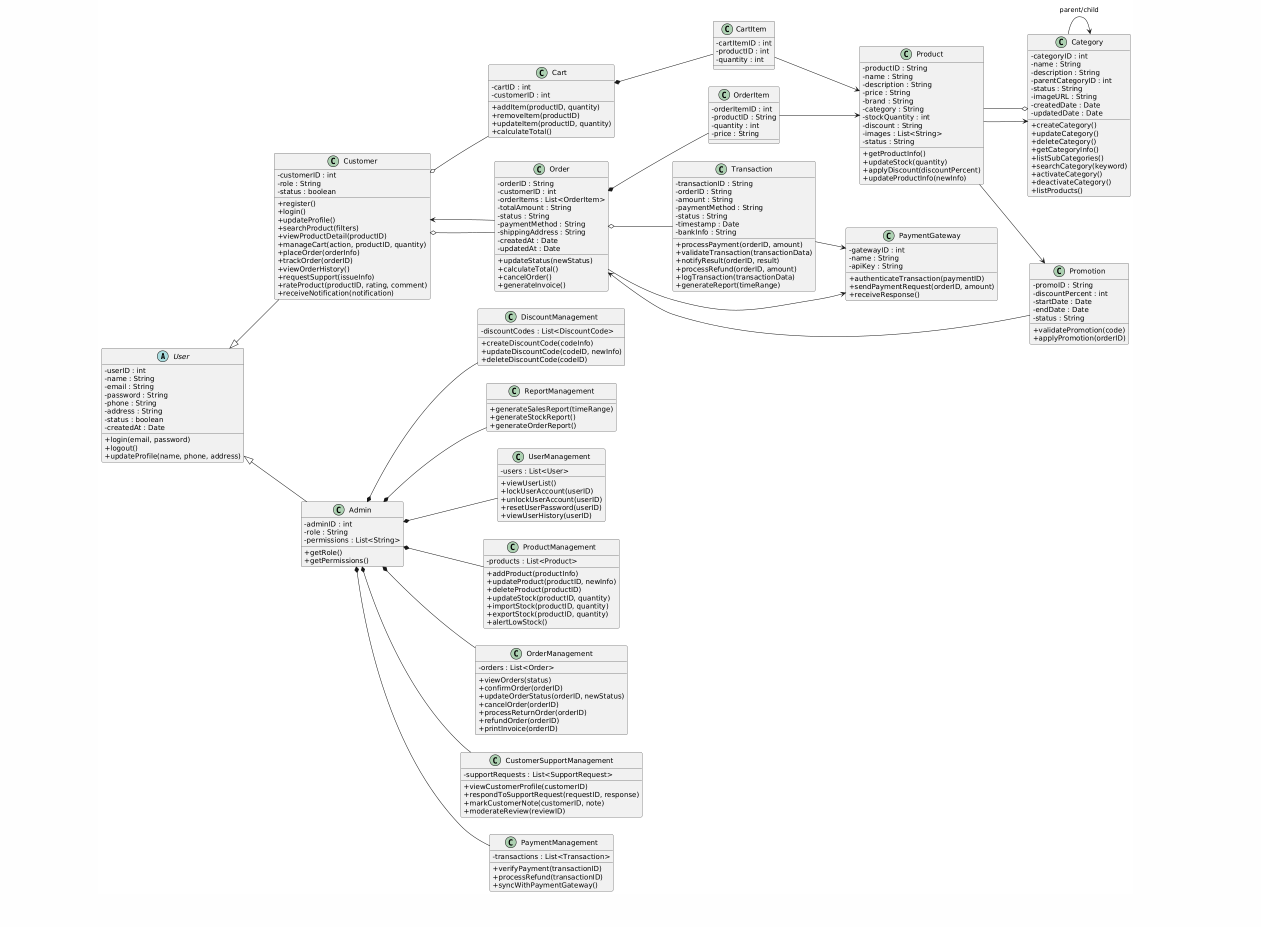 parent/child
C CartItem
-cartItemID : int
-productID : int
-quantity : int
C Category
-categoryID : int
-name : String
-description : String
-parentCategoryID : int
-status : String
-imageURL : String
-createdDate : Date
-updatedDate : Date
+createCategory()
+updateCategory()
+deleteCategory()
+getCategoryInfo()
+listSubCategories()
+searchCategory(keyword)
+activateCategory()
+deactivateCategory()
+listProducts()
C Product
-productID : String
-name : String
-description : String
-price : String
-brand : String
-category : String
-stockQuantity : int
-discount : String
-images : List<String>
-status : String
+getProductInfo()
+updateStock(quantity)
+applyDiscount(discountPercent)
+updateProductInfo(newInfo)
C Cart
-cartID : int
-customerID : int
+addItem(productID, quantity)
+removeItem(productID)
+updateItem(productID, quantity)
+calculateTotal()
C OrderItem
-orderItemID : int
-productID : String
-quantity : int
-price : String
C Customer
-customerID : int
-role : String
-status : boolean
+register()
+login()
+updateProfile()
+searchProduct(filters)
+viewProductDetail(productID)
+manageCart(action, productID, quantity)
+placeOrder(orderInfo)
+trackOrder(orderID)
+viewOrderHistory()
+requestSupport(issueInfo)
+rateProduct(productID, rating, comment)
+receiveNotification(notification)
C Order
-orderID : String
-customerID : int
-orderItems : List<OrderItem>
-totalAmount : String
-status : String
-paymentMethod : String
-shippingAddress : String
-createdAt : Date
-updatedAt : Date
+updateStatus(newStatus)
+calculateTotal()
+cancelOrder()
+generateInvoice()
C Transaction
-transactionID : String
-orderID : String
-amount : String
-paymentMethod : String
-status : String
-timestamp : Date
-bankInfo : String
+processPayment(orderID, amount)
+validateTransaction(transactionData)
+notifyResult(orderID, result)
+processRefund(orderID, amount)
+logTransaction(transactionData)
+generateReport(timeRange)
C PaymentGateway
-gatewayID : int
-name : String
-apiKey : String
+authenticateTransaction(paymentID)
+sendPaymentRequest(orderID, amount)
+receiveResponse()
C Promotion
-promoID : String
-discountPercent : int
-startDate : Date
-endDate : Date
-status : String
+validatePromotion(code)
+applyPromotion(orderID)
C DiscountManagement
-discountCodes : List<DiscountCode>
+createDiscountCode(codeInfo)
+updateDiscountCode(codeID, newInfo)
+deleteDiscountCode(codeID)
A User
-userID : int
-name : String
-email : String
-password : String
-phone : String
-address : String
-status : boolean
-createdAt : Date
+login(email, password)
+logout()
+updateProfile(name, phone, address)
C ReportManagement
+generateSalesReport(timeRange)
+generateStockReport()
+generateOrderReport()
C UserManagement
-users : List<User>
+viewUserList()
+lockUserAccount(userID)
+unlockUserAccount(userID)
+resetUserPassword(userID)
+viewUserHistory(userID)
C Admin
-adminID : int
-role : String
-permissions : List<String>
+getRole()
+getPermissions()
C ProductManagement
-products : List<Product>
+addProduct(productInfo)
+updateProduct(productID, newInfo)
+deleteProduct(productID)
+updateStock(productID, quantity)
+importStock(productID, quantity)
+exportStock(productID, quantity)
+alertLowStock()
C OrderManagement
-orders : List<Order>
+viewOrders(status)
+confirmOrder(orderID)
+updateOrderStatus(orderID, newStatus)
+cancelOrder(orderID)
+processReturnOrder(orderID)
+refundOrder(orderID)
+printInvoice(orderID)
C CustomerSupportManagement
-supportRequests : List<SupportRequest>
+viewCustomerProfile(customerID)
+respondToSupportRequest(requestID, response)
+markCustomerNote(customerID, note)
+moderateReview(reviewID)
C PaymentManagement
-transactions : List<Transaction>
+verifyPayment(transactionID)
+processRefund(transactionID)
+syncWithPaymentGateway()